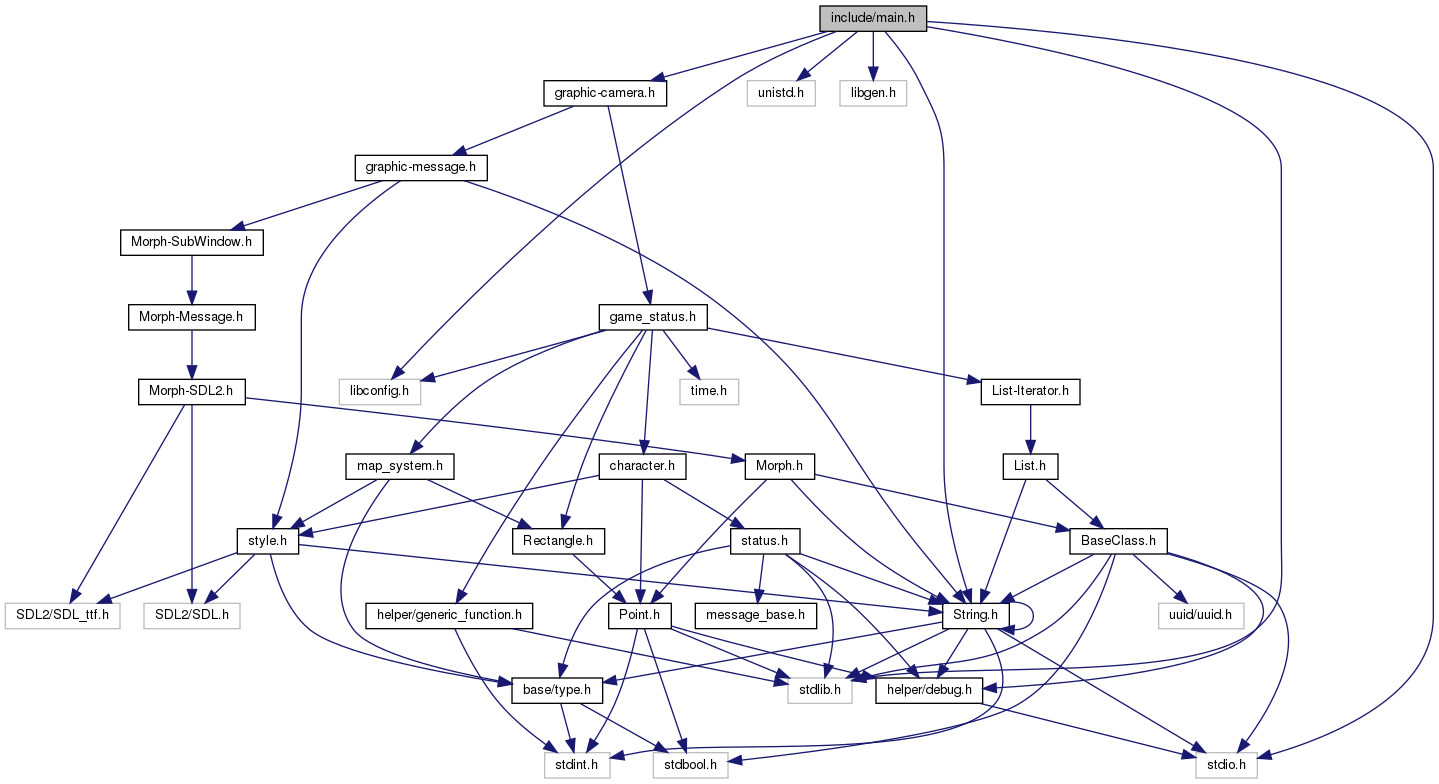 include/main.h
graphic-camera.h
unistd.h
libgen.h
graphic-message.h
Morph-SubWindow.h
Morph-Message.h
game_status.h
Morph-SDL2.h
libconfig.h
time.h
List-Iterator.h
map_system.h
character.h
Morph.h
List.h
style.h
Rectangle.h
status.h
BaseClass.h
SDL2/SDL_ttf.h
SDL2/SDL.h
helper/generic_function.h
Point.h
message_base.h
String.h
uuid/uuid.h
base/type.h
stdlib.h
helper/debug.h
stdint.h
stdbool.h
stdio.h